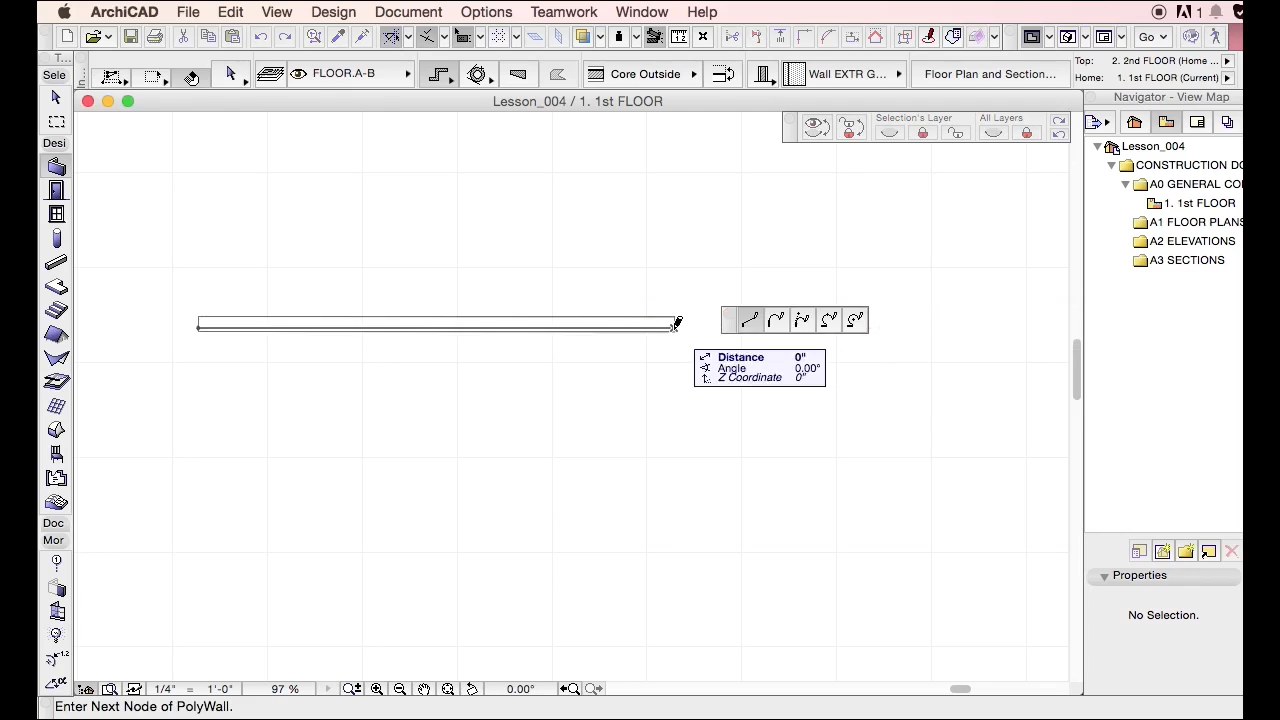 ArchiCAD File Edit View Design Document Options Teamwork Window Help
1
Go
T...
Sele
FLOOR.A-B
Core Outside
Wall EXTR G...
Floor Plan and Section...
Top: 2. 2nd FLOOR (Home ...
Home: 1. 1st FLOOR (Current)
Lesson_004 / 1. 1st FLOOR
Navigator - View Map
Selection's Layer
All Layers
Desi
Lesson_004
CONSTRUCTION DO
A0 GENERAL CO
1. 1st FLOOR
A1 FLOOR PLANS
A2 ELEVATIONS
A3 SECTIONS
Distance 0"
Angle 0.00°
Z Coordinate 0"
Doc
Mor
1.2
Properties
No Selection.
1/4" = 1'-0"
97 %
0.00°
Enter Next Node of PolyWall.